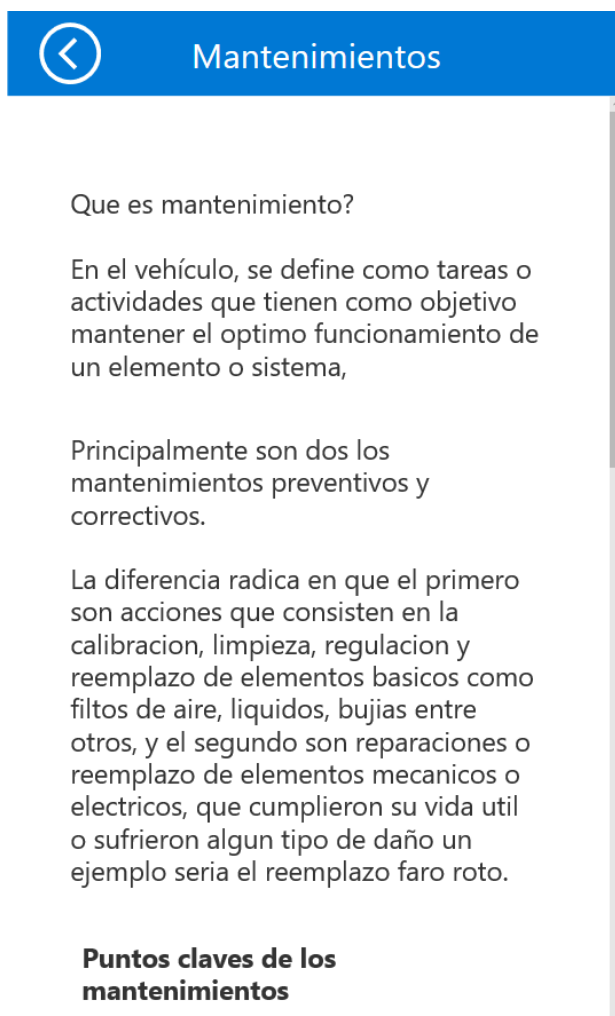 Mantenimientos
Que es mantenimiento?
En el vehículo, se define como tareas o
actividades que tienen como objetivo
mantener el optimo funcionamiento de
un elemento o sistema,
Principalmente son dos los
mantenimientos preventivos y
correctivos.
La diferencia radica en que el primero
son acciones que consisten en la
calibracion, limpieza, regulacion y
reemplazo de elementos basicos como
filtos de aire, liquidos, bujias entre
otros, y el segundo son reparaciones o
reemplazo de elementos mecanicos o
electricos, que cumplieron su vida util
o sufrieron algun tipo de daño un
ejemplo seria el reemplazo faro roto.
Puntos claves de los
mantenimientos